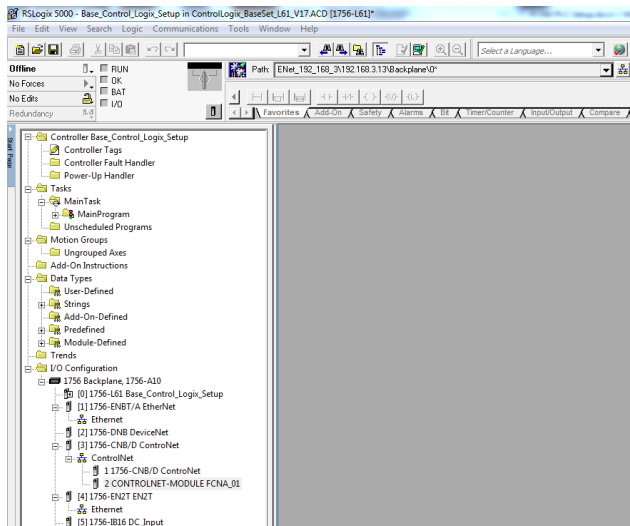 RSLogix 5000 - Base_Control_Logix_Setup in ControlLogix_BaseSet_L61_V17.ACD [1756-L61]*
File Edit View Search Logic Communications Tools Window Help
Select a Language...
Offline RUN
No Forces OK
No Edits BAT
Redundancy I/O
Path: ENet_192_168_3\192.168.3.13\Backplane\0*
Favorites Add-On Safety Alarms Bit Timer/Counter Input/Output Compare
Start Page
Controller Base_Control_Logix_Setup
Controller Tags
Controller Fault Handler
Power-Up Handler
Tasks
MainTask
MainProgram
Unscheduled Programs
Motion Groups
Ungrouped Axes
Add-On Instructions
Data Types
User-Defined
Strings
Add-On-Defined
Predefined
Module-Defined
Trends
I/O Configuration
1756 Backplane, 1756-A10
[0] 1756-L61 Base_Control_Logix_Setup
[1] 1756-ENBT/A EtherNet
Ethernet
[2] 1756-DNB DeviceNet
[3] 1756-CNB/D ControNet
ControlNet
1 1756-CNB/D ControNet
2 CONTROLNET-MODULE FCNA_01
[4] 1756-EN2T EN2T
Ethernet
[5] 1756-IB16 DC_Input